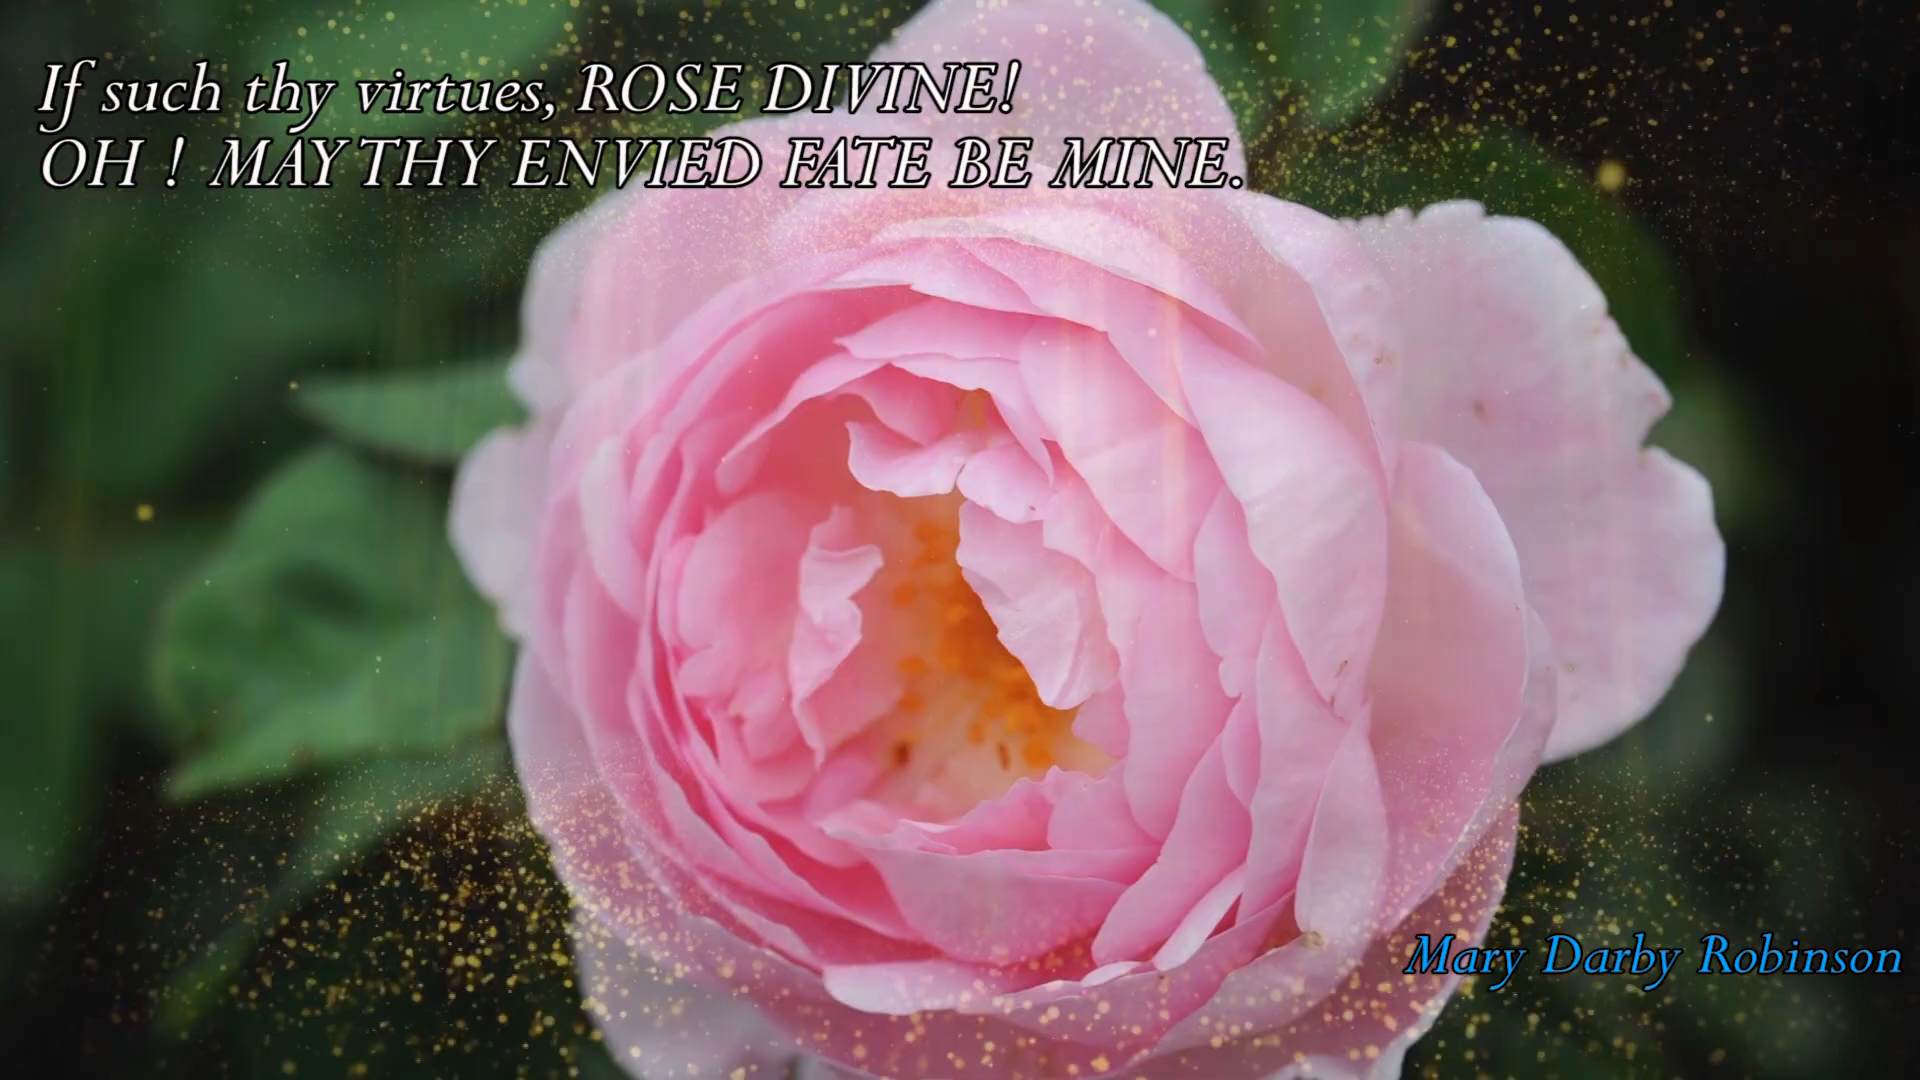 If such thy virtues, ROSE DIVINE!
OH ! MAY THY ENVIED FATE BE MINE.
Mary Darby Robinson